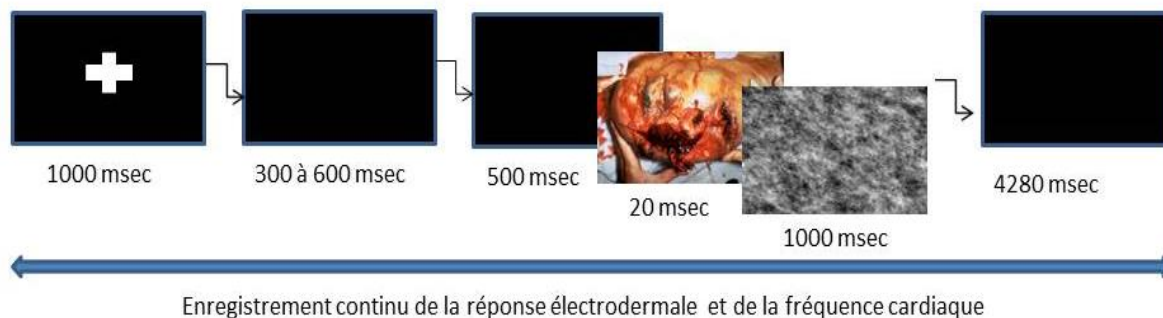 1000 msec
300 à 600 msec
500 msec
20 msec
1000 msec
4280 msec
Enregistrement continu de la réponse électrodermale et de la fréquence cardiaque